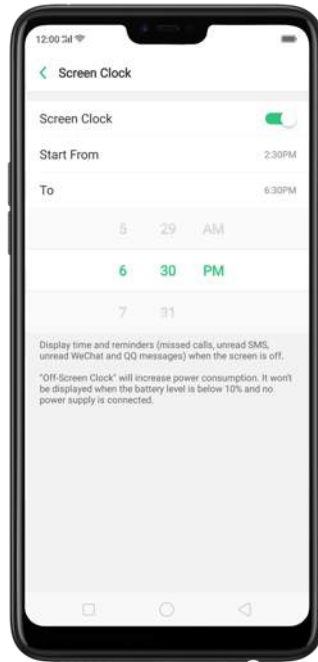 12:00
Screen Clock
Screen Clock
Start From 2:30PM
To 6:30PM
5 29 AM
6 30 PM
7 31
Display time and reminders (missed calls, unread SMS,
unread WeChat and QQ messages) when the screen is off.
"Off-Screen Clock" will increase power consumption. It won't
be displayed when the battery level is below 10% and no
power supply is connected.